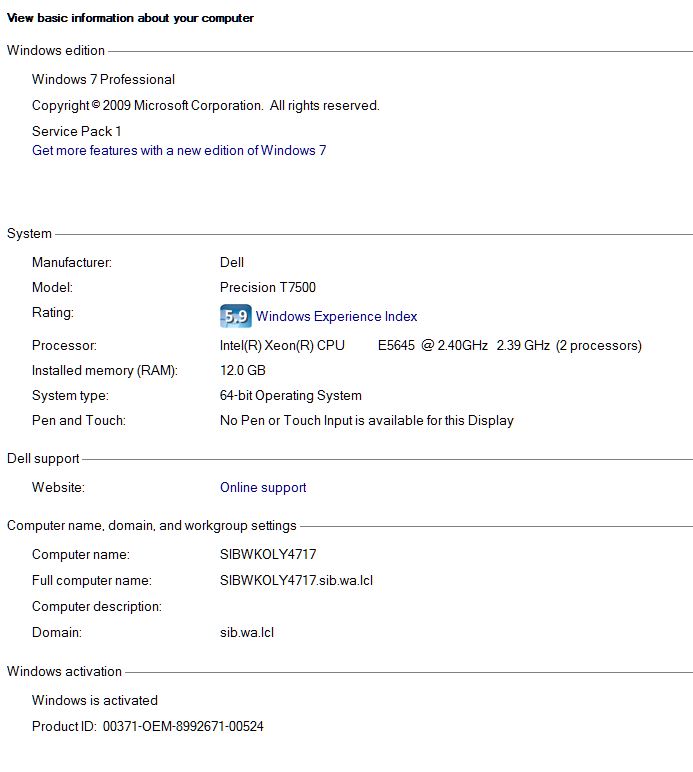 View basic information about your computer
Windows edition
Windows 7 Professional
Copyright © 2009 Microsoft Corporation. All rights reserved.
Service Pack 1
Get more features with a new edition of Windows 7
System
Manufacturer: Dell
Model: Precision T7500
Rating: 5.9 Windows Experience Index
Processor: Intel(R) Xeon(R) CPU E5645 @ 2.40GHz 2.39 GHz (2 processors)
Installed memory (RAM): 12.0 GB
System type: 64-bit Operating System
Pen and Touch: No Pen or Touch Input is available for this Display
Dell support
Website: Online support
Computer name, domain, and workgroup settings
Computer name: SIBWKOLY4717
Full computer name: SIBWKOLY4717.sib.wa.lcl
Computer description:
Domain: sib.wa.lcl
Windows activation
Windows is activated
Product ID: 00371-OEM-8992671-00524